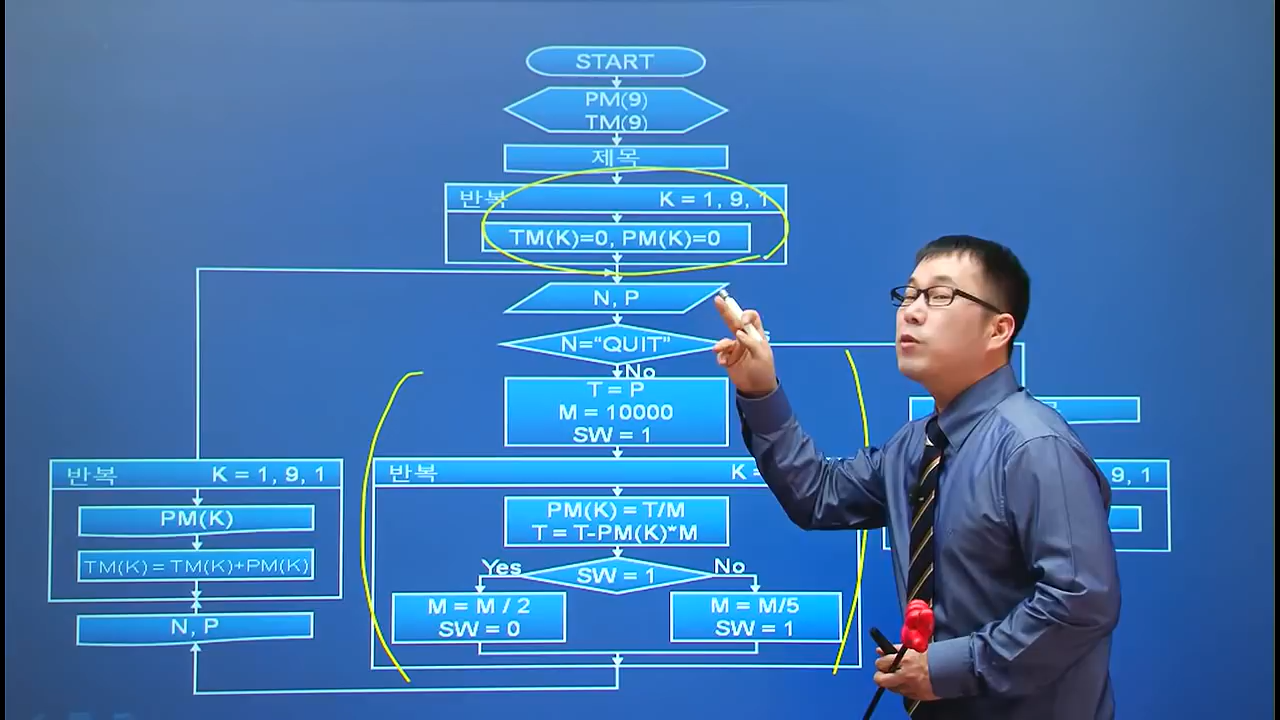 START
PM(9)
TM(9)
제목
반복 K = 1, 9, 1
TM(K)=0, PM(K)=0
N, P
N=“QUIT”
No
T = P
M = 10000
SW = 1
반복 K =
PM(K) = T/M
T = T-PM(K)*M
SW = 1
Yes
No
M = M / 2
SW = 0
M = M/5
SW = 1
반복 K = 1, 9, 1
PM(K)
TM(K) = TM(K)+PM(K)
N, P
9, 1